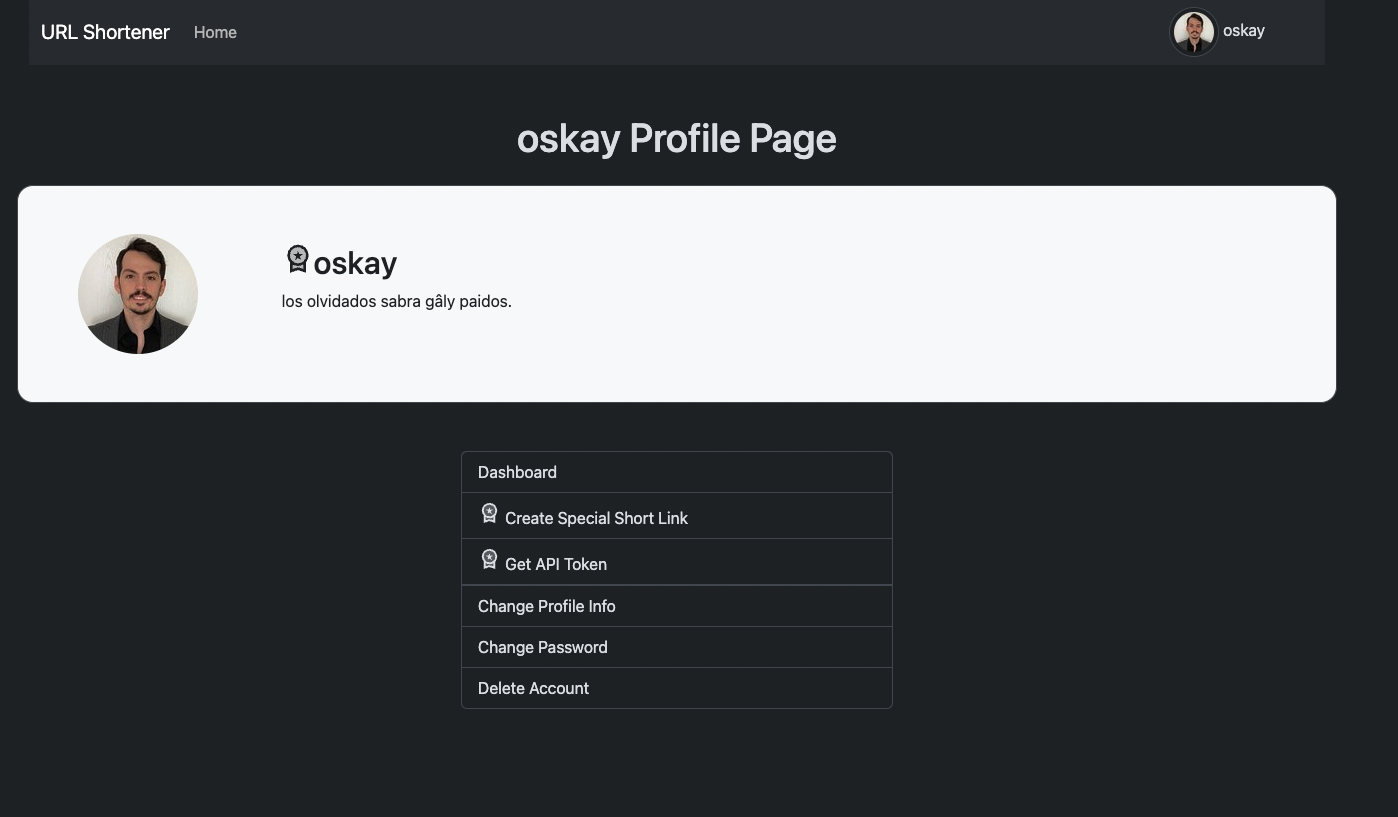 URL Shortener Home oskay
oskay Profile Page
oskay
los olvidados sabra gâly paidos.
Dashboard
Create Special Short Link
Get API Token
Change Profile Info
Change Password
Delete Account